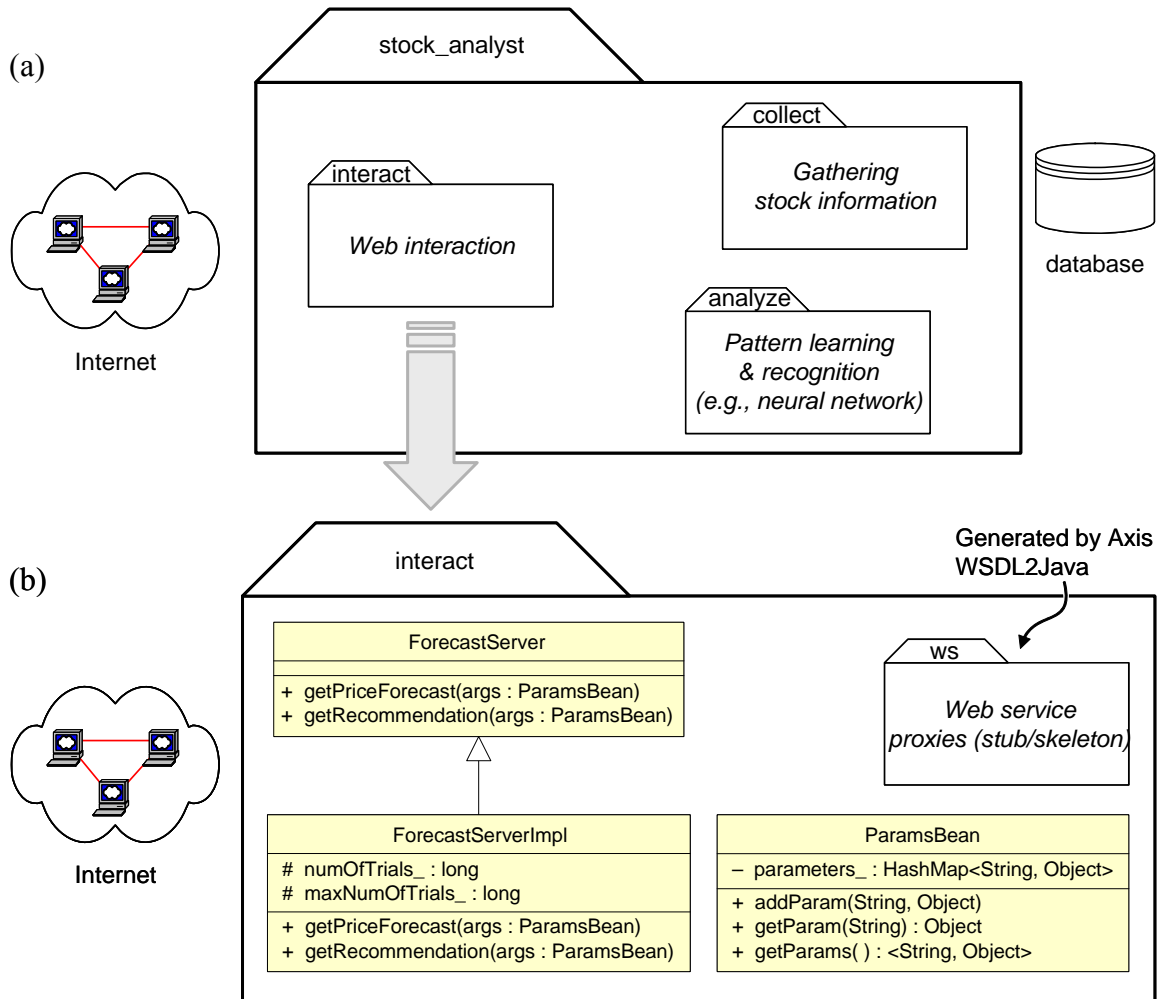 (a)
stock_analyst
collect
Gathering
stock information
interact
Web interaction
database
analyze
Pattern learning
& recognition
(e.g., neural network)
Internet
(b)
interact
Generated by Axis
WSDL2Java
ForecastServer
+ getPriceForecast(args : ParamsBean)
+ getRecommendation(args : ParamsBean)
ws
Web service
proxies (stub/skeleton)
Internet
ForecastServerImpl
# numOfTrials_ : long
# maxNumOfTrials_ : long
+ getPriceForecast(args : ParamsBean)
+ getRecommendation(args : ParamsBean)
ParamsBean
– parameters_ : HashMap<String, Object>
+ addParam(String, Object)
+ getParam(String) : Object
+ getParams( ) : <String, Object>